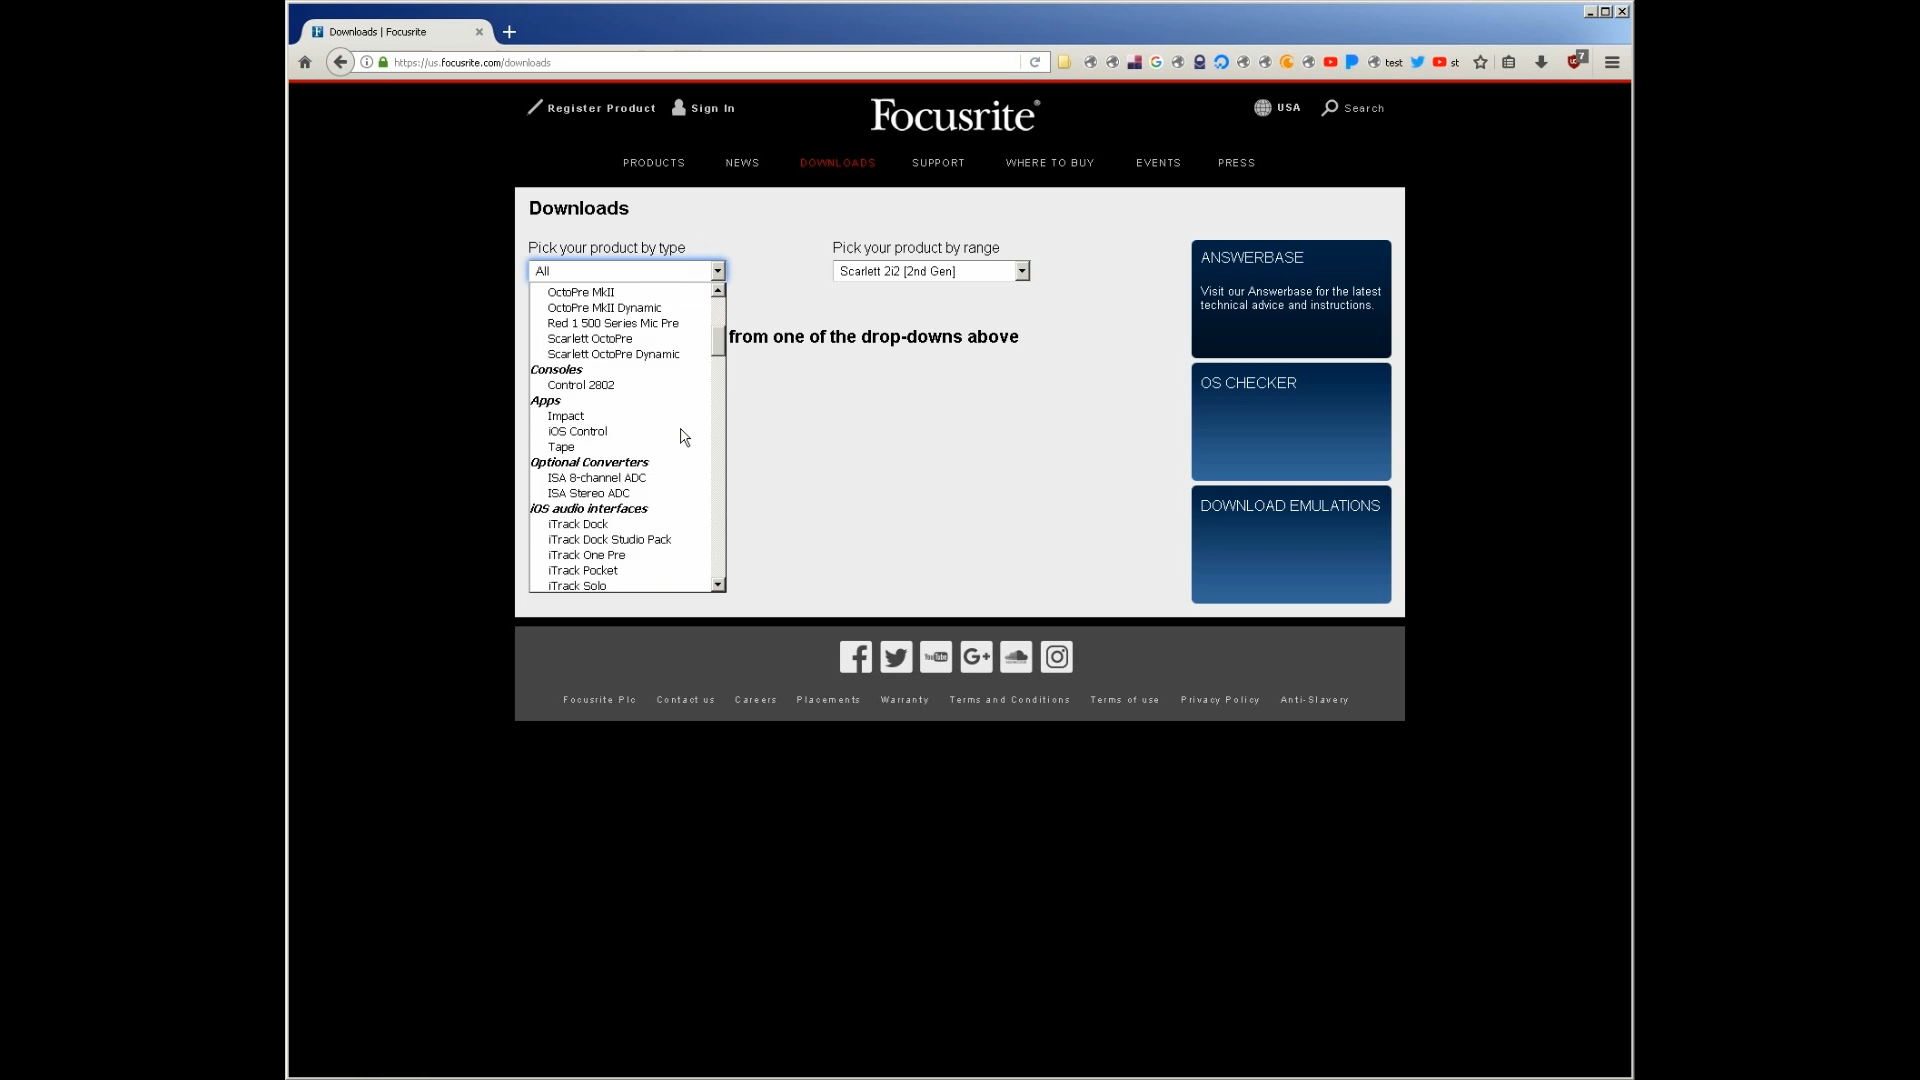 Downloads | Focusrite
https://us.focusrite.com/downloads
test
st
7
Register Product
Sign In
Focusrite®
USA
Search
PRODUCTS
NEWS
DOWNLOADS
SUPPORT
WHERE TO BUY
EVENTS
PRESS
Downloads
Pick your product by type
Pick your product by range
All
Scarlett 2i2 [2nd Gen]
OctoPre MkII
OctoPre MkII Dynamic
Red 1 500 Series Mic Pre
Scarlett OctoPre
Scarlett OctoPre Dynamic
Consoles
Control 2802
Apps
Impact
iOS Control
Tape
Optional Converters
ISA 8-channel ADC
ISA Stereo ADC
iOS audio interfaces
iTrack Dock
iTrack Dock Studio Pack
iTrack One Pre
iTrack Pocket
iTrack Solo
from one of the drop-downs above
ANSWERBASE
Visit our Answerbase for the latest
technical advice and instructions.
OS CHECKER
DOWNLOAD EMULATIONS
YouTube
G+
Focusrite Plc
Contact us
Careers
Placements
Warranty
Terms and Conditions
Terms of use
Privacy Policy
Anti-Slavery